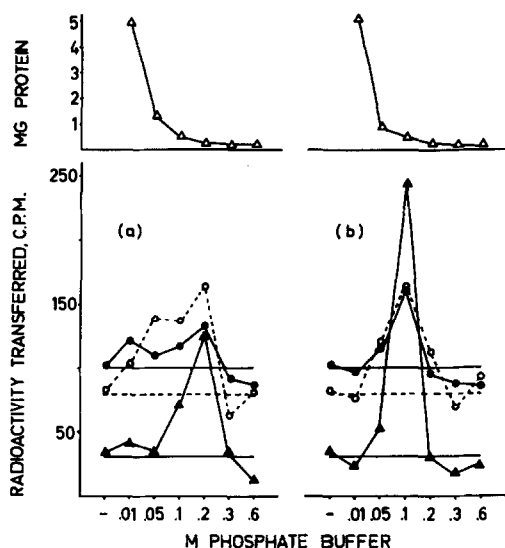 MG PROTEIN
5
4
3
2
1
RADIOACTIVITY TRANSFERRED, C.P.M.
250
150
50
(a)
(b)
- .01 .05 .1 .2 .3 .6
- .01 .05 .1 .2 .3 .6
M PHOSPHATE BUFFER